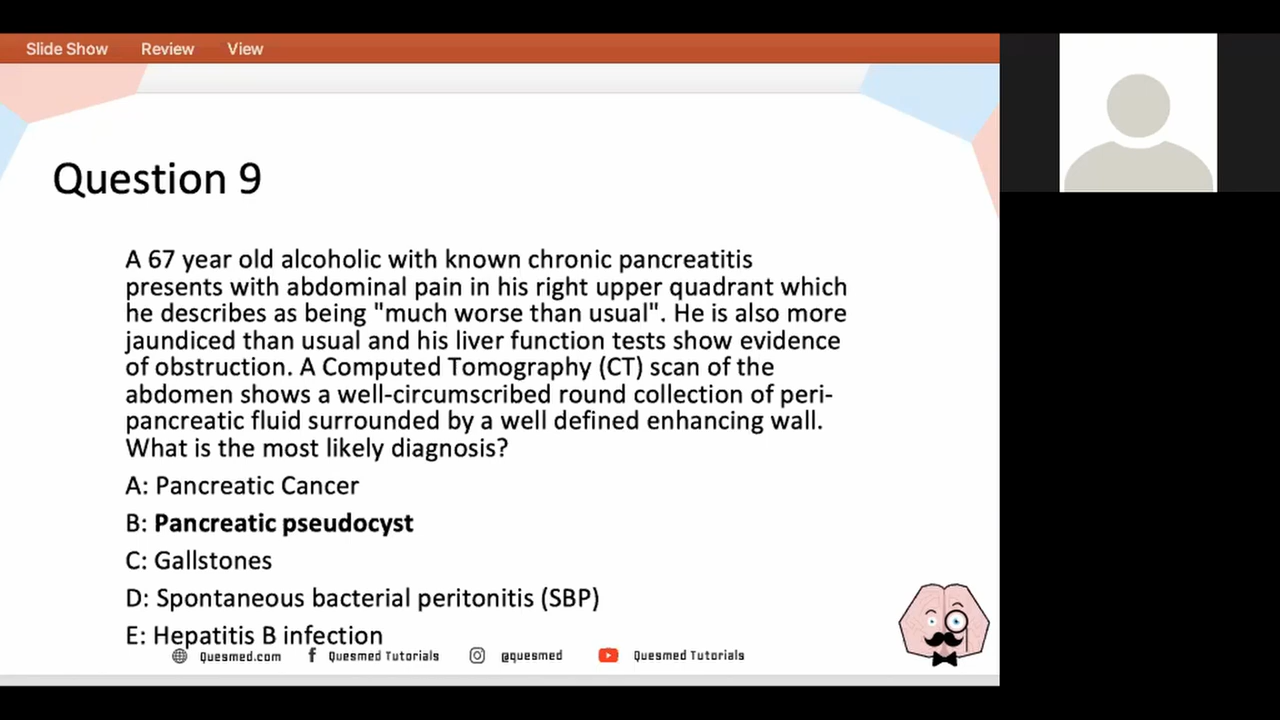 Slide Show Review View
Question 9
A 67 year old alcoholic with known chronic pancreatitis
presents with abdominal pain in his right upper quadrant which
he describes as being "much worse than usual". He is also more
jaundiced than usual and his liver function tests show evidence
of obstruction. A Computed Tomography (CT) scan of the
abdomen shows a well-circumscribed round collection of peri-
pancreatic fluid surrounded by a well defined enhancing wall.
What is the most likely diagnosis?
A: Pancreatic Cancer
B: Pancreatic pseudocyst
C: Gallstones
D: Spontaneous bacterial peritonitis (SBP)
E: Hepatitis B infection
Quesmed.com Quesmed Tutorials @quesmed Quesmed Tutorials